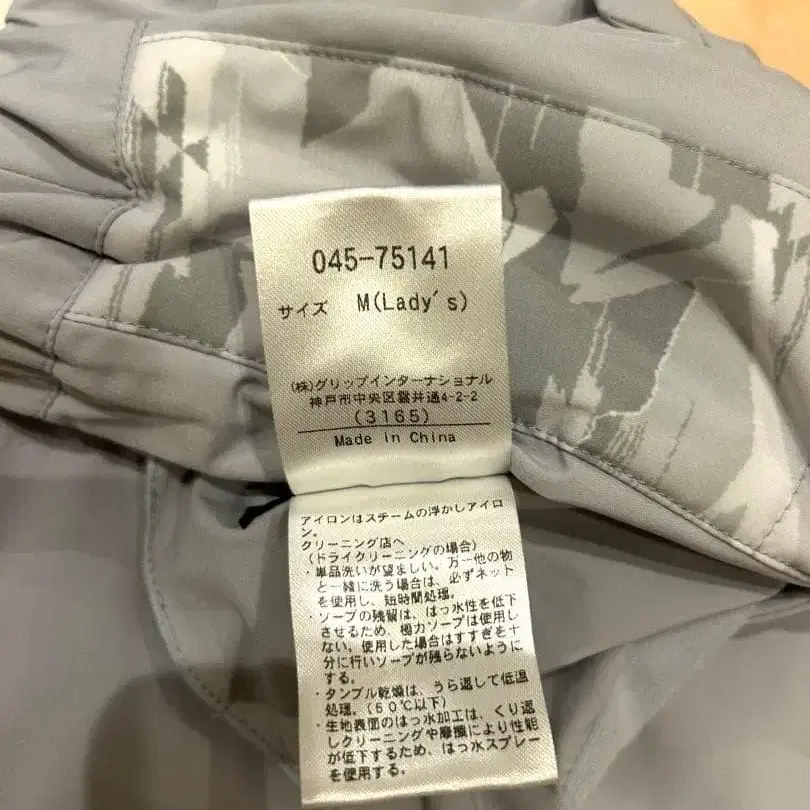 045-75141
サイズ M(Lady's)
(株)グリップインターナショナル
神戸市中央区磯辺通4-2-2
(3165)
Made in China
アイロンはスチームの浮かしアイロ
ン。
クリーニング店へ
(ドライクリーニングの場合)
・単品洗いが望ましい。万一他の物
と一緒に洗う場合は、必ずネット
を使用し、短時間処理。
・ソープの残留は、はっ水性を低下
させるため、極力ソープは使用し
ない。使用した場合はすすぎを十
分に行いソープが残らないように
する。
・タンブル乾燥は、うら返して低温
処理。(60℃以下)
・生地表面のはっ水加工は、くり返
しクリーニングや摩擦により性能
が低下するため、はっ水スプレー
を使用する。